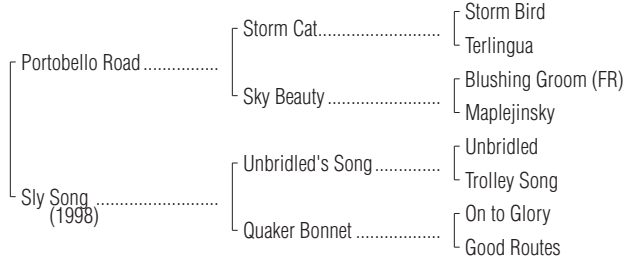 Storm Bird
Storm Cat..............................
Terlingua
Portobello Road ................
Blushing Groom (FR)
Sky Beauty ...........................
Maplejinsky
Unbridled
Unbridled's Song...............
Trolley Song
Sly Song ..........................
(1998)
On to Glory
Quaker Bonnet ....................
Good Routes